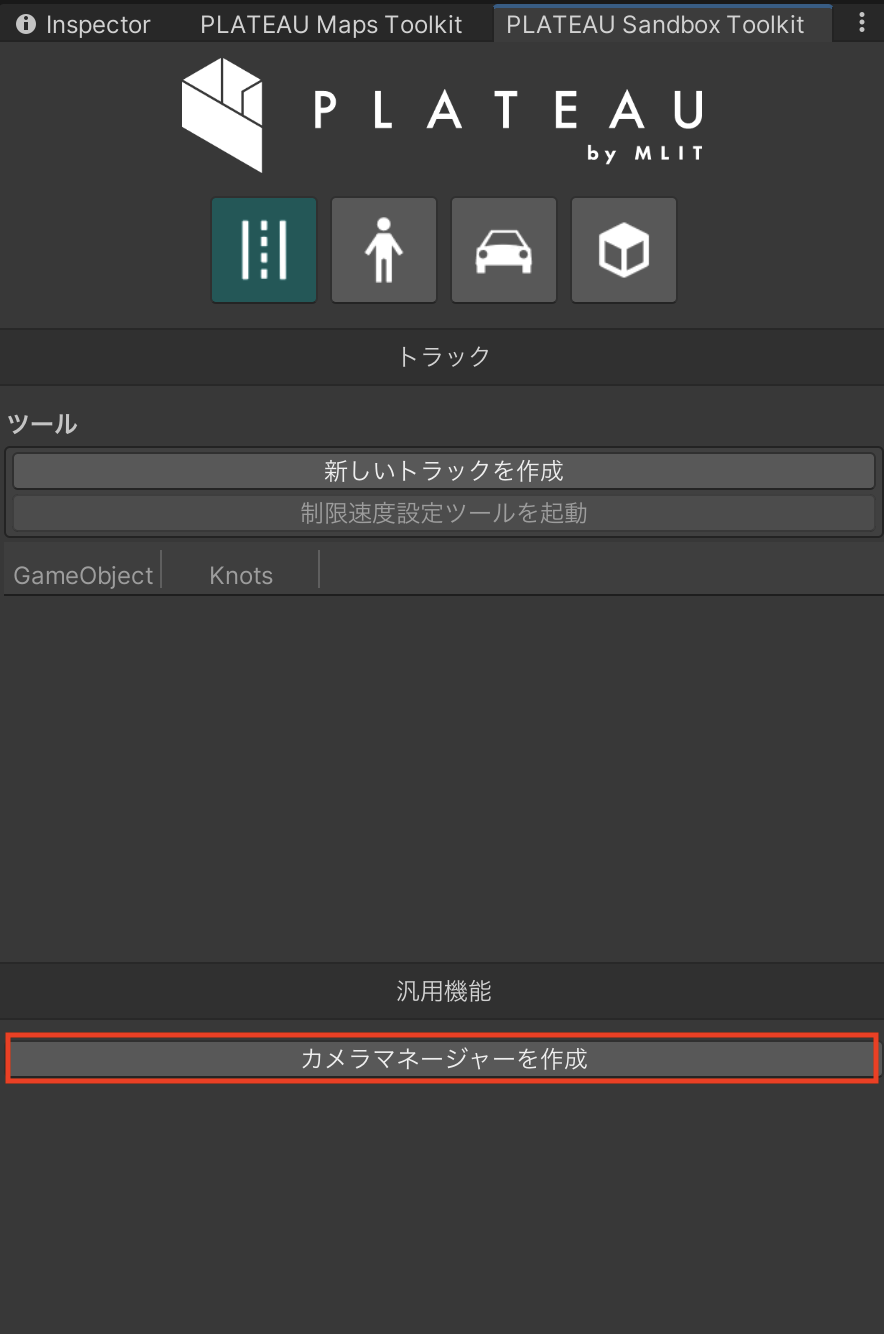 Inspector PLATEAU Maps Toolkit PLATEAU Sandbox Toolkit
PLATEAU
by MLIT
トラック
ツール
新しいトラックを作成
制限速度設定ツールを起動
GameObject Knots
汎用機能
カメラマネージャーを作成